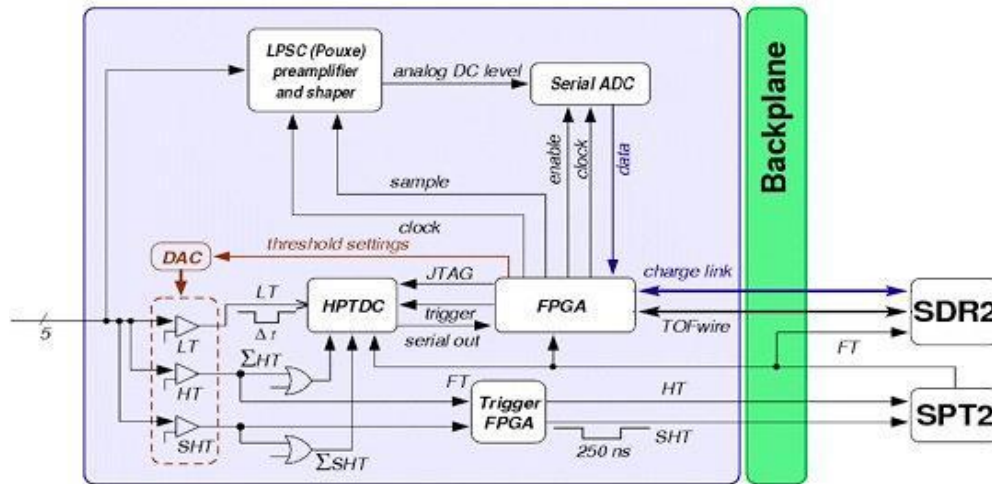 LPSC (Pouxe)
preamplifier
and shaper
analog DC level
Serial ADC
enable
clock
data
Backplane
sample
clock
threshold settings
DAC
JTAG
LT
Δt
HPTDC
trigger
serial out
FPGA
charge link
TOFwire
SDR2
FT
5
LT
HT
SHT
ΣHT
ΣSHT
FT
Trigger
FPGA
HT
SHT
250 ns
SPT2